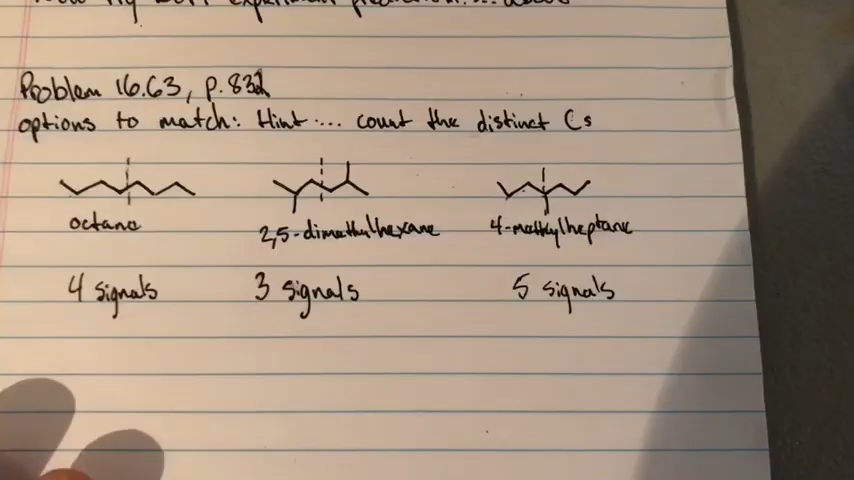 Problem 16.63, p.832
options to match: Hint.... count the distinct Cs
octane 2,5-dimethylhexane 4-methylheptane
4 signals 3 signals 5 signals